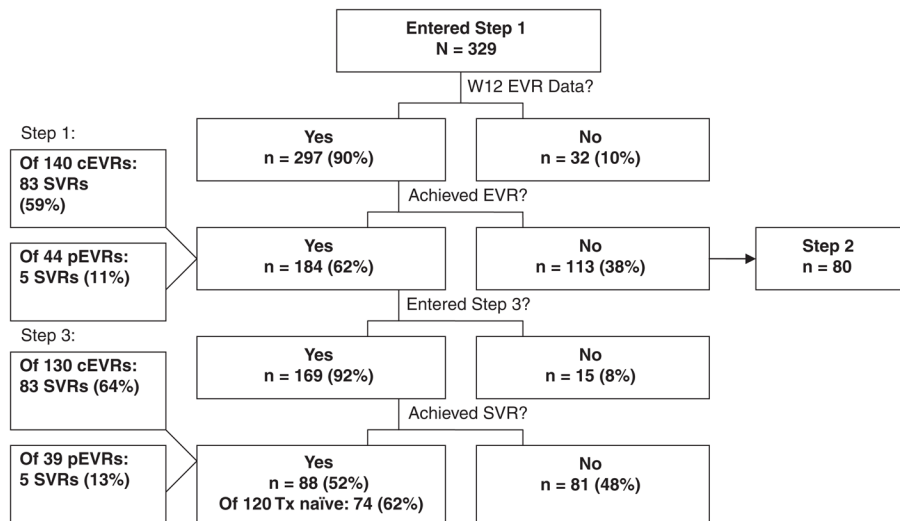 Entered Step 1
N = 329
W12 EVR Data?
Step 1:
Yes
n = 297 (90%)
No
n = 32 (10%)
Of 140 cEVRs:
83 SVRs
(59%)
Achieved EVR?
Of 44 pEVRs:
5 SVRs (11%)
Yes
n = 184 (62%)
No
n = 113 (38%)
Step 2
n = 80
Entered Step 3?
Step 3:
Of 130 cEVRs:
83 SVRs (64%)
Yes
n = 169 (92%)
No
n = 15 (8%)
Achieved SVR?
Of 39 pEVRs:
5 SVRs (13%)
Yes
n = 88 (52%)
Of 120 Tx naïve: 74 (62%)
No
n = 81 (48%)